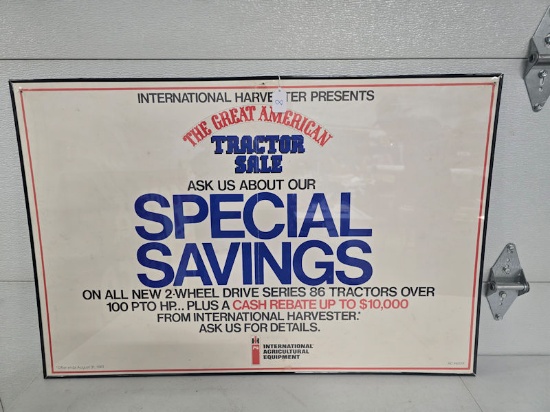 INTERNATIONAL HARVESTER PRESENTS
THE GREAT AMERICAN
TRACTOR
SALE
ASK US ABOUT OUR
SPECIAL
SAVINGS
ON ALL NEW 2-WHEEL DRIVE SERIES 86 TRACTORS OVER
100 PTO HP... PLUS A CASH REBATE UP TO $10,000
FROM INTERNATIONAL HARVESTER.*
ASK US FOR DETAILS.
INTERNATIONAL
AGRICULTURAL
EQUIPMENT